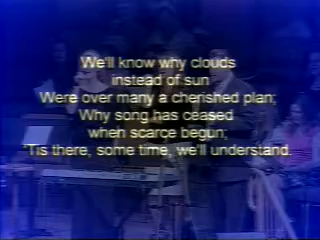 We'll know why clouds
instead of sun
Were over many a cherished plan;
Why song has ceased
when scarce begun;
'Tis there, some time, we'll understand.